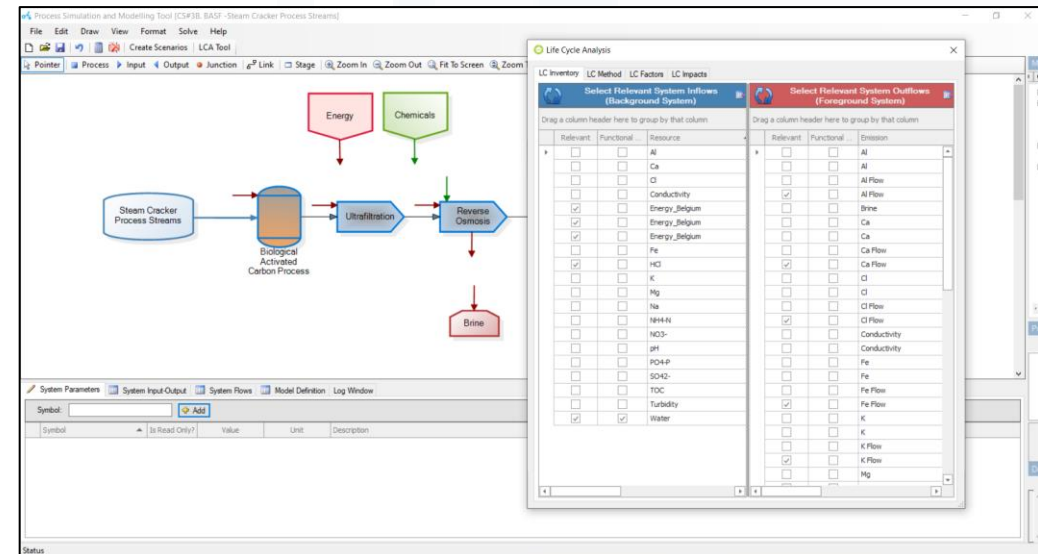 Process Simulation and Modelling Tool [CS#3B. BASF -Steam Cracker Process Streams]
File Edit Draw View Format Solve Help
Create Scenarios LCA Tool
Pointer Process Input Output Junction Link Stage Zoom In Zoom Out Fit To Screen Zoom
Energy
Chemicals
Steam Cracker
Process Streams
Biological
Activated
Carbon Process
Ultrafiltration
Reverse
Osmosis
Brine
System Parameters System Input-Output System Flows Model Definition Log Window
Symbol: Add
Symbol Is Read Only? Value Unit Description
Status
Life Cycle Analysis
LC Inventory LC Method LC Factors LC Impacts
Select Relevant System Inflows
(Background System)
Drag a column header here to group by that column
Relevant Functional ... Resource
Al
Ca
Cl
Conductivity
Energy_Belgium
Energy_Belgium
Energy_Belgium
Fe
HCl
K
Mg
Na
NH4-N
NO3-
pH
PO4-P
SO42-
TOC
Turbidity
Water
Select Relevant System Outflows
(Foreground System)
Drag a column header here to group by that column
Relevant Functional ... Emission
Al
Al
Al Flow
Al Flow
Brine
Ca
Ca
Ca Flow
Ca Flow
Cl
Cl
Cl Flow
Cl Flow
Conductivity
Conductivity
Fe
Fe
Fe Flow
Fe Flow
K
K
K Flow
K Flow
Mg